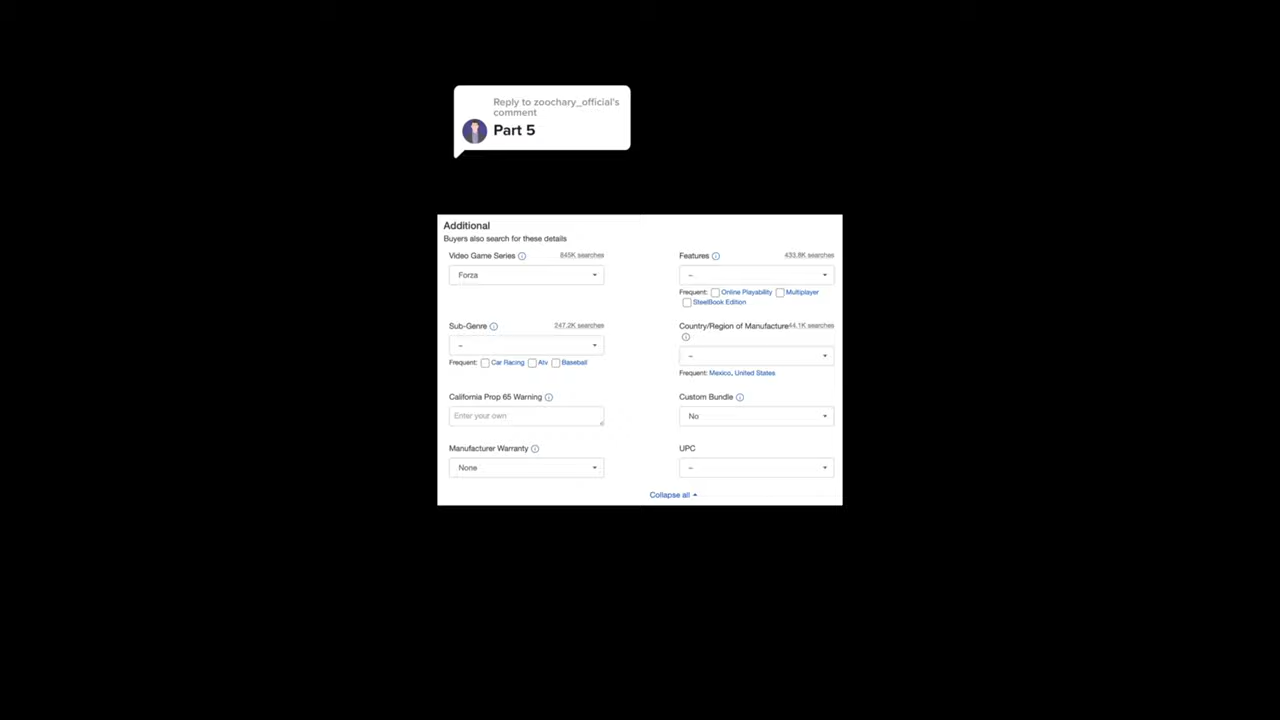 Reply to zoochary_official's
comment
Part 5
Additional
Buyers also search for these details
Video Game Series 845K searches
Forza
Features 433.8K searches
–
Frequent: Online Playability Multiplayer
SteelBook Edition
Sub-Genre 247.2K searches
–
Frequent: Car Racing Atv Baseball
Country/Region of Manufacture 44.1K searches
–
Frequent: Mexico, United States
California Prop 65 Warning
Enter your own
Custom Bundle
No
Manufacturer Warranty
None
UPC
–
Collapse all